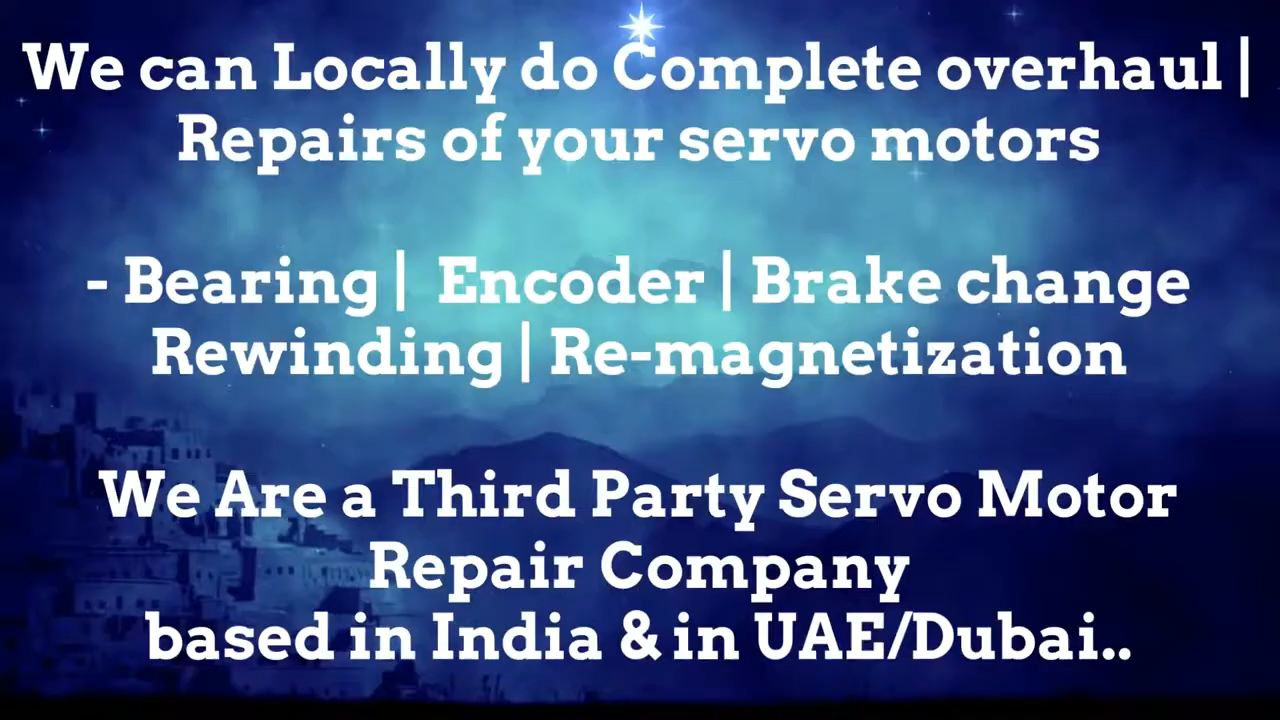 We can Locally do Complete overhaul |
Repairs of your servo motors
- Bearing | Encoder | Brake change
Rewinding | Re-magnetization
We Are a Third Party Servo Motor
Repair Company
based in India & in UAE/Dubai..